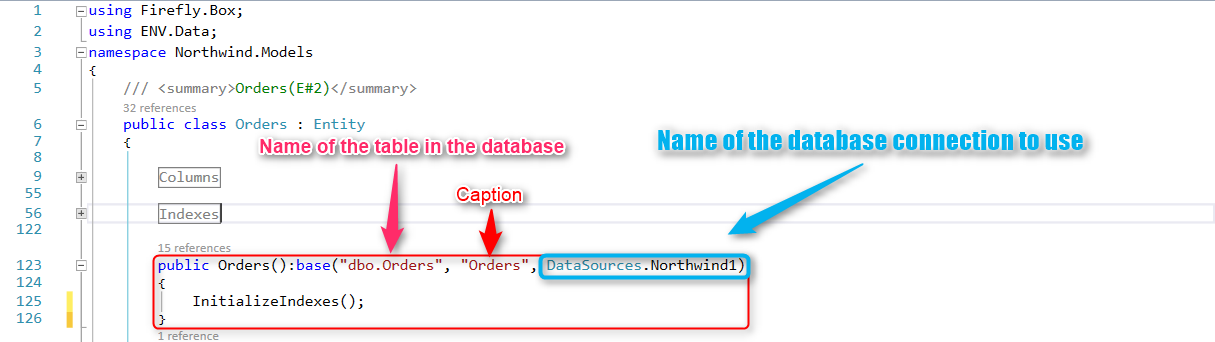 1 using Firefly.Box;
2 using ENV.Data;
3 namespace Northwind.Models
4 {
5 /// <summary>Orders(E#2)</summary>
32 references
6 public class Orders : Entity
7 {
Name of the table in the database
Name of the database connection to use
8
9 Columns
55
Caption
56 Indexes
122
15 references
123 public Orders():base("dbo.Orders", "Orders", DataSources.Northwind1)
124 {
125 InitializeIndexes();
126 }
1 reference